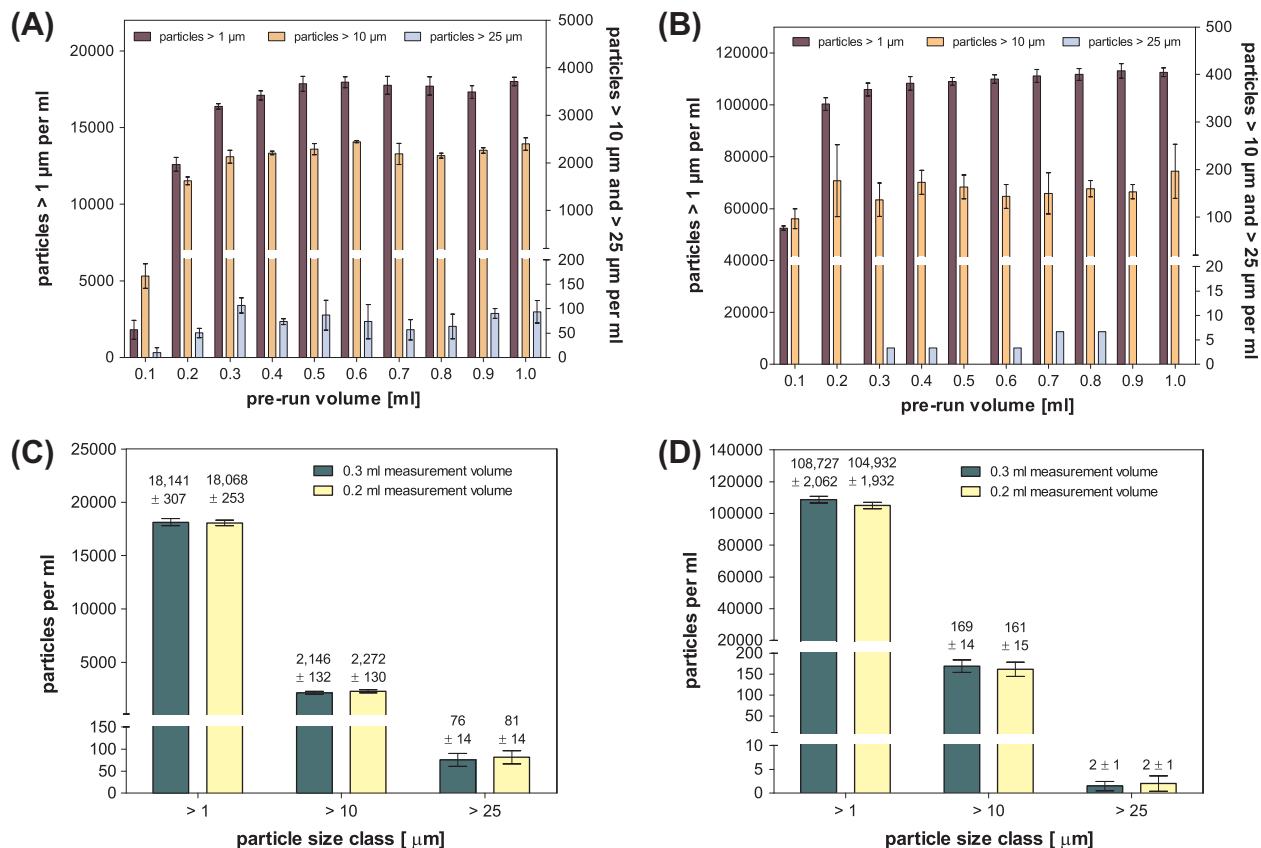 (A)
particles > 1 µm
particles > 10 µm
particles > 25 µm
particles > 1 µm per ml
20000
15000
10000
5000
0
5000
4000
3000
2000
1000
0
200
150
100
50
0
particles > 10 µm and > 25 µm per ml
0.1 0.2 0.3 0.4 0.5 0.6 0.7 0.8 0.9 1.0
pre-run volume [ml]
(B)
particles > 1 µm
particles > 10 µm
particles > 25 µm
particles > 1 µm per ml
120000
100000
80000
60000
40000
20000
0
500
400
300
200
100
20
15
10
5
0
particles > 10 µm and > 25 µm per ml
0.1 0.2 0.3 0.4 0.5 0.6 0.7 0.8 0.9 1.0
pre-run volume [ml]
(C)
0.3 ml measurement volume
0.2 ml measurement volume
particles per ml
25000
20000
15000
10000
5000
150
100
50
0
18,141
± 307
18,068
± 253
2,146
± 132
2,272
± 130
76
± 14
81
± 14
> 1 > 10 > 25
particle size class [ µm]
(D)
0.3 ml measurement volume
0.2 ml measurement volume
particles per ml
140000
120000
100000
80000
60000
40000
20000
200
150
100
50
10
5
0
108,727
± 2,062
104,932
± 1,932
169
± 14
161
± 15
2 ± 1
2 ± 1
> 1 > 10 > 25
particle size class [ µm]